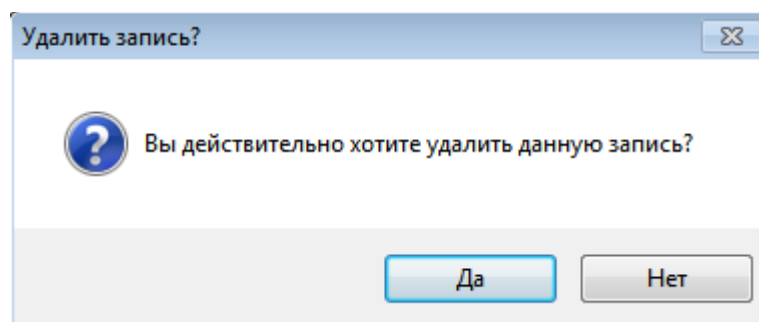 Удалить запись?
Вы действительно хотите удалить данную запись?
Да
Нет